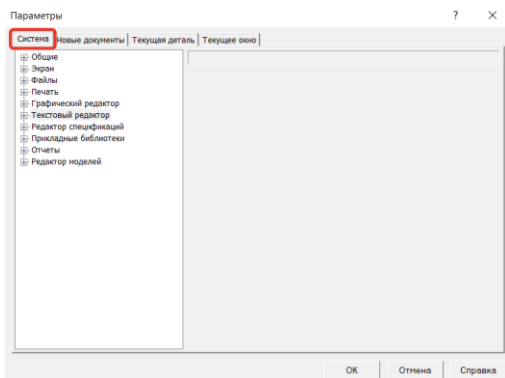 Параметры ?
Система Новые документы Текущая деталь Текущее окно
Общие
Экран
Файлы
Печать
Графический редактор
Текстовый редактор
Редактор спецификаций
Прикладные библиотеки
Отчеты
Редактор моделей
OK Отмена Справка